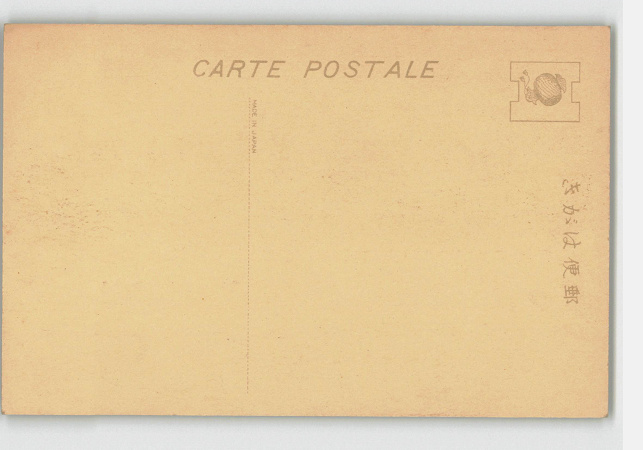 CARTE POSTALE
MADE IN JAPAN
きがは便郵